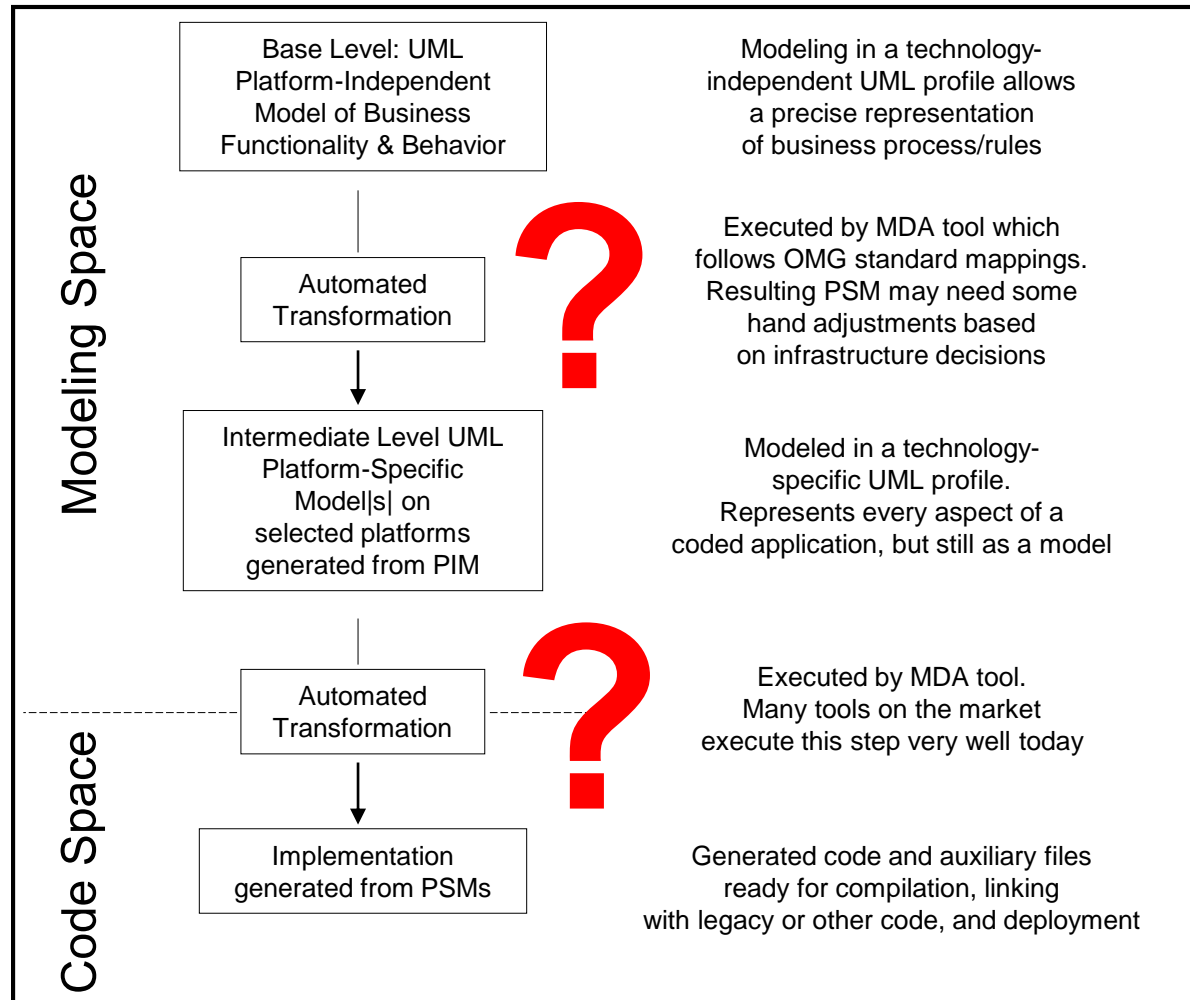 Base Level: UML
Platform-Independent
Model of Business
Functionality & Behavior
Modeling in a technology-
independent UML profile allows
a precise representation
of business process/rules
Modeling Space
?
Automated
Transformation
Executed by MDA tool which
follows OMG standard mappings.
Resulting PSM may need some
hand adjustments based
on infrastructure decisions
Intermediate Level UML
Platform-Specific
Model|s| on
selected platforms
generated from PIM
Modeled in a technology-
specific UML profile.
Represents every aspect of a
coded application, but still as a model
?
Automated
Transformation
Executed by MDA tool.
Many tools on the market
execute this step very well today
Code Space
Implementation
generated from PSMs
Generated code and auxiliary files
ready for compilation, linking
with legacy or other code, and deployment